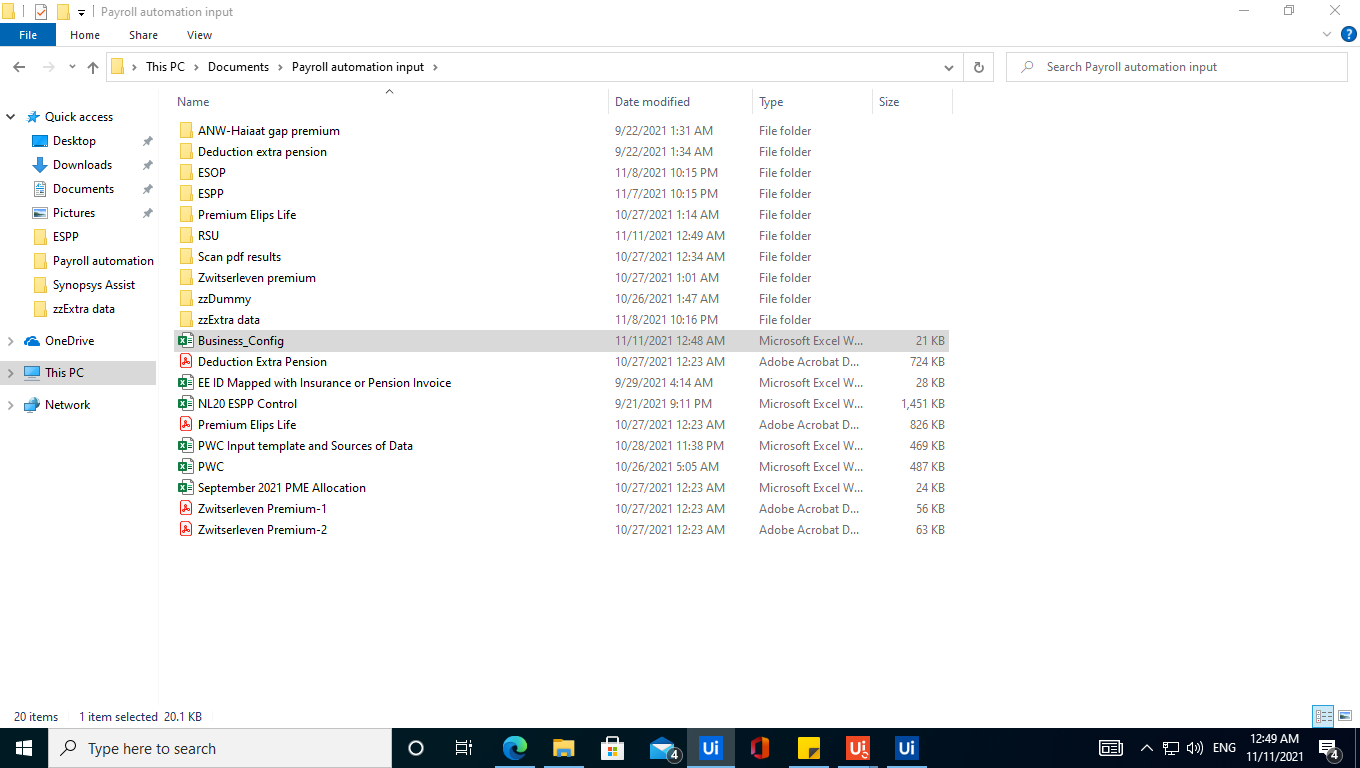 Payroll automation input
File Home Share View
This PC Documents Payroll automation input
Search Payroll automation input
Name Date modified Type Size
Quick access
Desktop
Downloads
Documents
Pictures
ESPP
Payroll automation
Synopsys Assist
zzExtra data
OneDrive
This PC
Network
ANW-Haiaat gap premium 9/22/2021 1:31 AM File folder
Deduction extra pension 9/22/2021 1:34 AM File folder
ESOP 11/8/2021 10:15 PM File folder
ESPP 11/7/2021 10:15 PM File folder
Premium Elips Life 10/27/2021 1:14 AM File folder
RSU 11/11/2021 12:49 AM File folder
Scan pdf results 10/27/2021 12:34 AM File folder
Zwitserleven premium 10/27/2021 1:01 AM File folder
zzDummy 10/26/2021 1:47 AM File folder
zzExtra data 11/8/2021 10:16 PM File folder
Business_Config 11/11/2021 12:48 AM Microsoft Excel W... 21 KB
Deduction Extra Pension 10/27/2021 12:23 AM Adobe Acrobat D... 724 KB
EE ID Mapped with Insurance or Pension Invoice 9/29/2021 4:14 AM Microsoft Excel W... 28 KB
NL20 ESPP Control 9/21/2021 9:11 PM Microsoft Excel W... 1,451 KB
Premium Elips Life 10/27/2021 12:23 AM Adobe Acrobat D... 826 KB
PWC Input template and Sources of Data 10/28/2021 11:38 PM Microsoft Excel W... 469 KB
PWC 10/26/2021 5:05 AM Microsoft Excel W... 487 KB
September 2021 PME Allocation 10/27/2021 12:23 AM Microsoft Excel W... 24 KB
Zwitserleven Premium-1 10/27/2021 12:23 AM Adobe Acrobat D... 56 KB
Zwitserleven Premium-2 10/27/2021 12:23 AM Adobe Acrobat D... 63 KB
20 items 1 item selected 20.1 KB
Type here to search
4
Ui
Ui
Ui
ENG
12:49 AM
11/11/2021
4